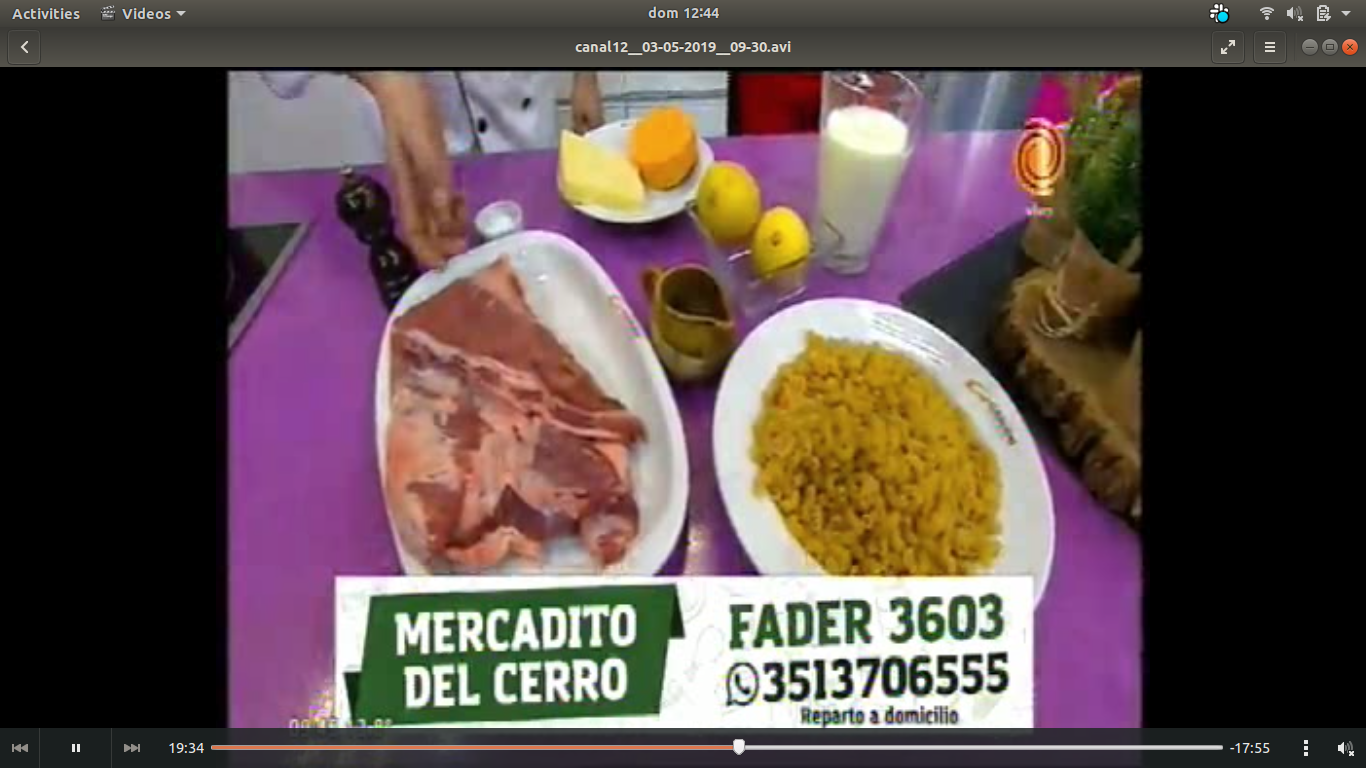 Activities
Videos
dom 12:44
canal12__03-05-2019__09-30.avi
vivo
MERCADITO
DEL CERRO
FADER 3603
3513706555
Reparto a domicilio
19:34
-17:55